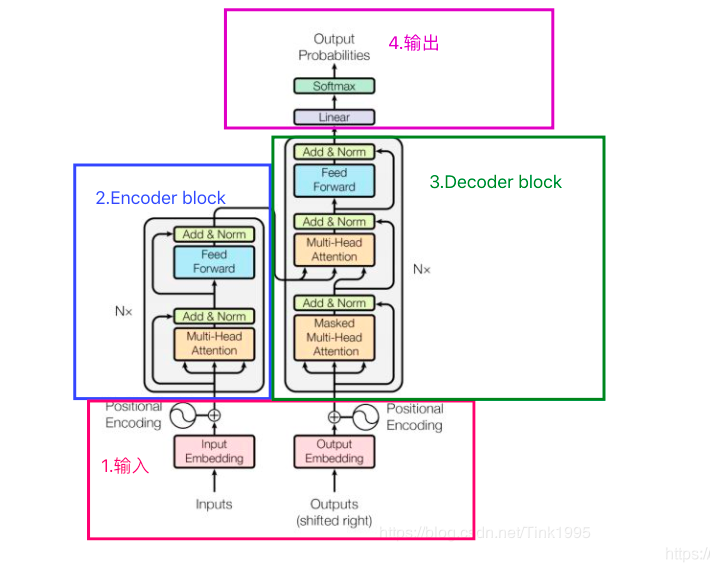 Output
Probabilities
4.输出
Softmax
Linear
Add & Norm
Feed
Forward
3.Decoder block
Add & Norm
Multi-Head
Attention
N×
Add & Norm
Masked
Multi-Head
Attention
2.Encoder block
Add & Norm
Feed
Forward
N×
Add & Norm
Multi-Head
Attention
Positional
Encoding
Positional
Encoding
1.输入
Input
Embedding
Output
Embedding
Inputs
Outputs
(shifted right)
https://blog.csdn.net/Tink1995
https://